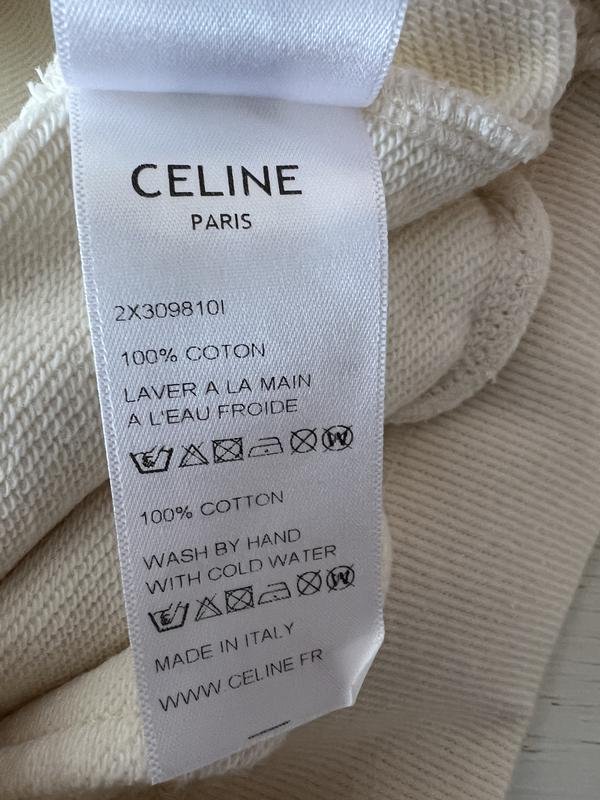 CELINE
PARIS
2X309810I
100% COTON
LAVER A LA MAIN
A L'EAU FROIDE
W
100% COTTON
WASH BY HAND
WITH COLD WATER
W
MADE IN ITALY
WWW.CELINE FR